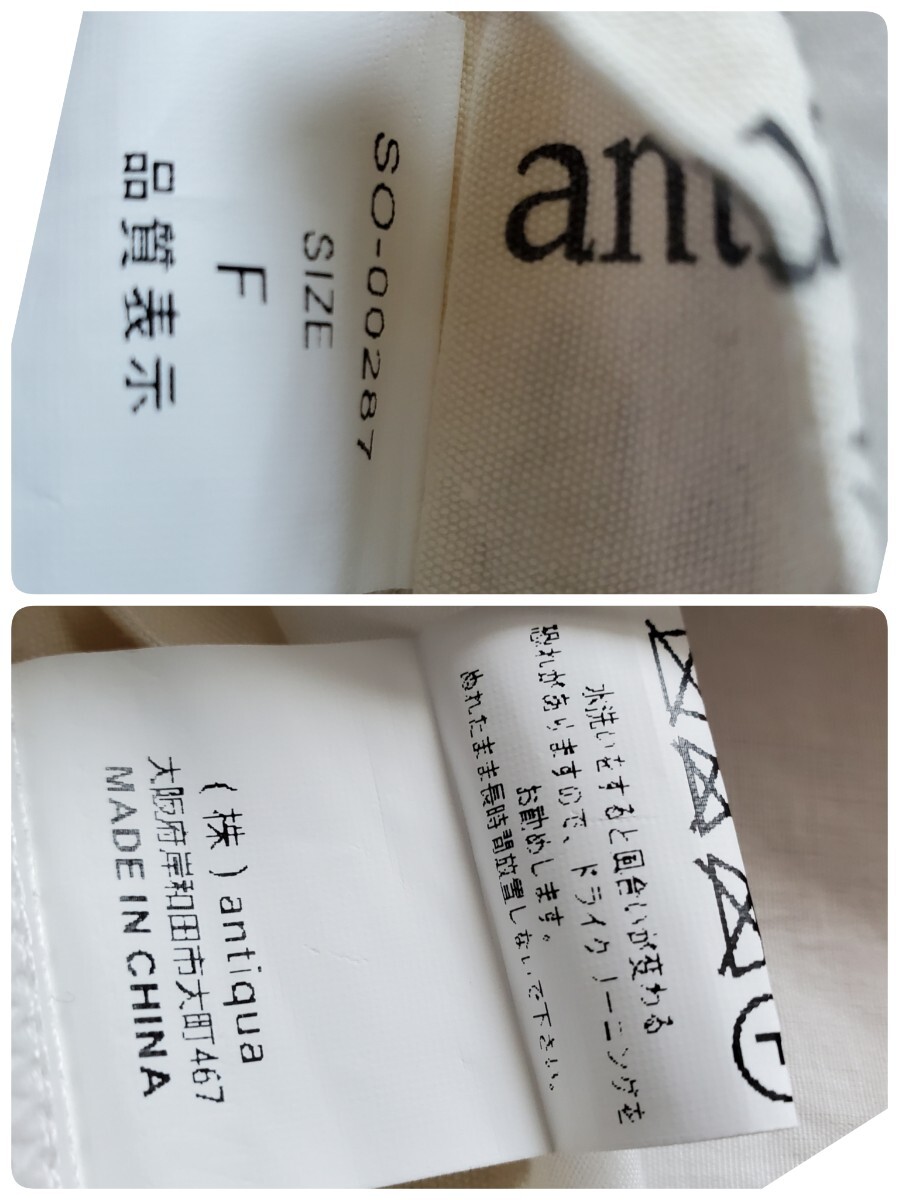 SO-00287
SIZE
F
品質表示
水洗いをすると風合いが変わる
恐れがありますので、ドライクリーニングを
お勧めします。
ぬれたまま長時間放置しないで下さい。
(株)antiqua
大阪府岸和田市大町467
MADE IN CHINA